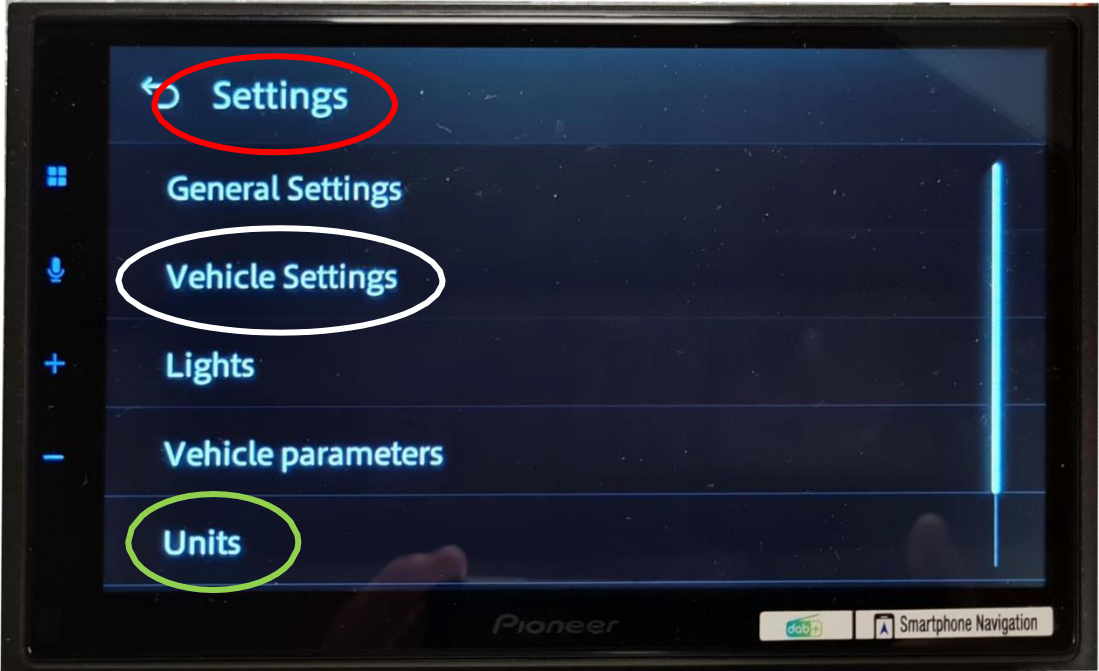 Settings
General Settings
Vehicle Settings
Lights
Vehicle parameters
Units
Pioneer
dab+
Smartphone Navigation